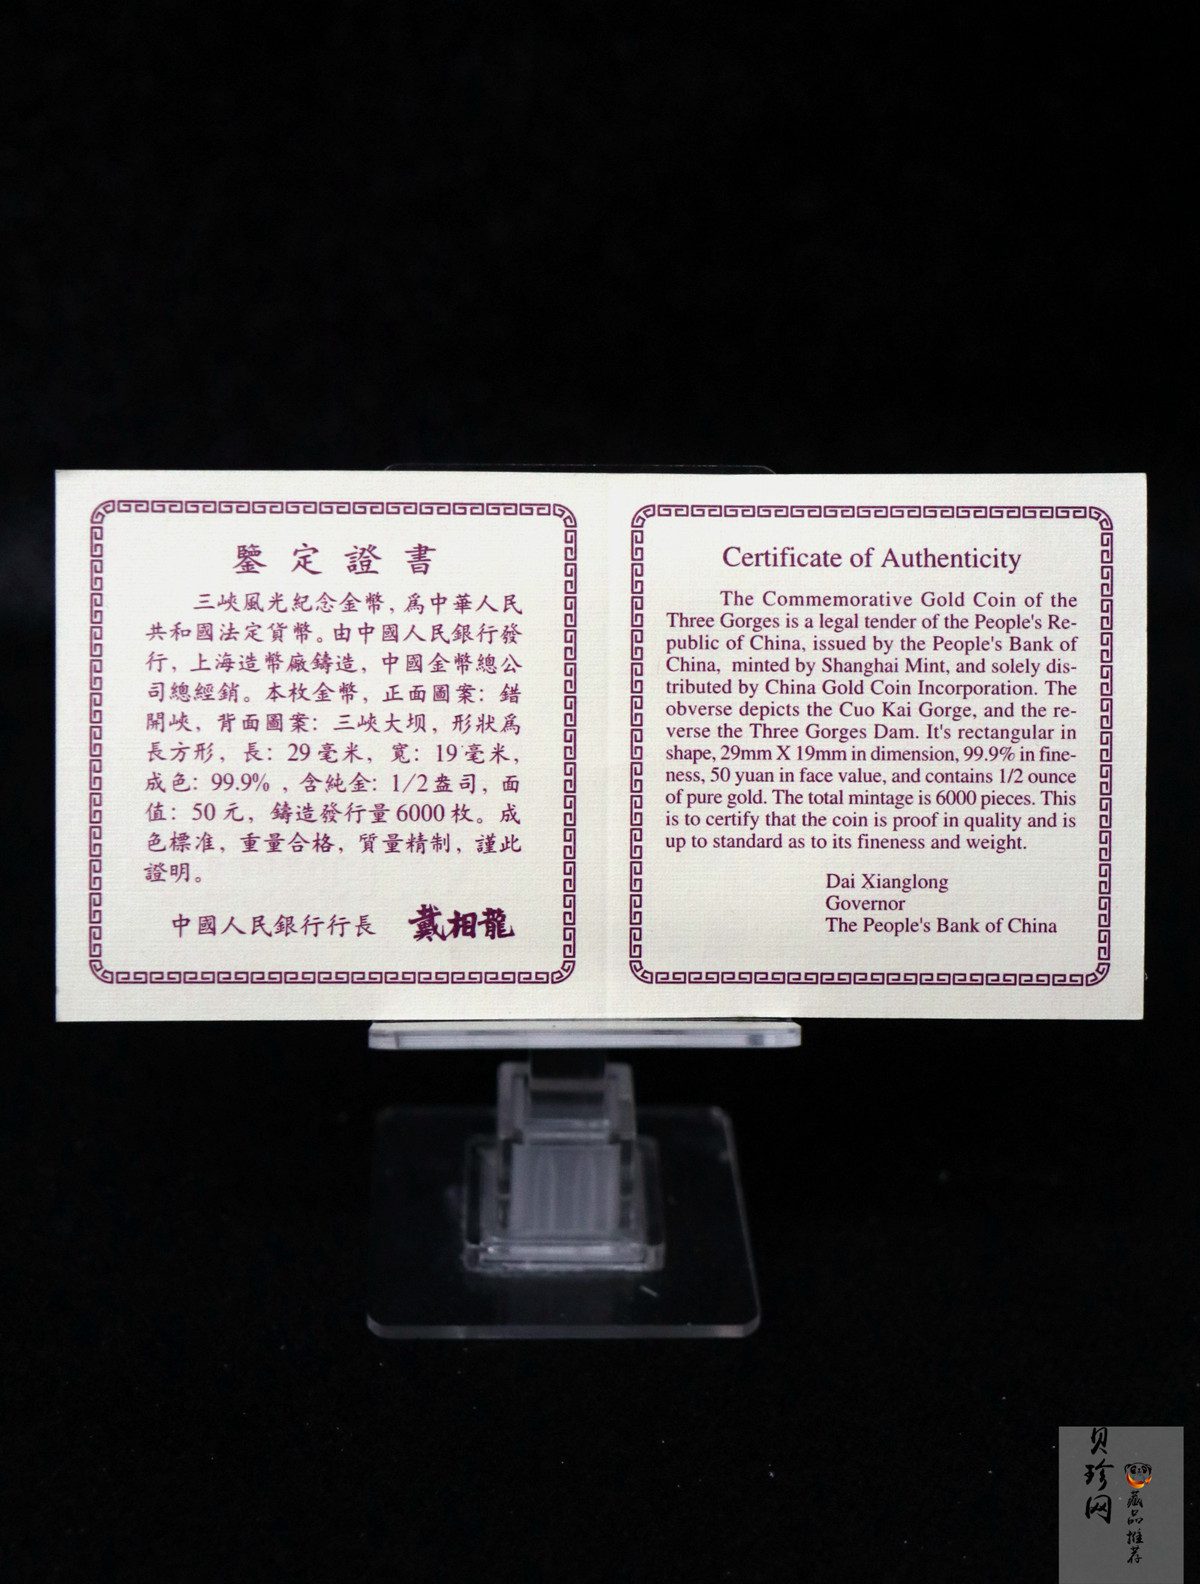 鑒定證書
三峽風光紀念金幣，爲中華人民
共和國法定貨幣。由中國人民銀行發
行，上海造幣廠鑄造，中國金幣總公
司總經銷。本枚金幣，正面圖案：錯
開峽，背面圖案：三峽大坝，形狀爲
長方形，長：29毫米，寬：19毫米，
成色：99.9%，含純金：1/2盎司，面
值：50元，鑄造發行量6000枚。成
色標准，重量合格，質量精制，謹此
證明。
中國人民銀行行長 戴相龍
Certificate of Authenticity
The Commemorative Gold Coin of the
Three Gorges is a legal tender of the People's Re-
public of China, issued by the People's Bank of
China, minted by Shanghai Mint, and solely dis-
tributed by China Gold Coin Incorporation. The
obverse depicts the Cuo Kai Gorge, and the re-
verse the Three Gorges Dam. It's rectangular in
shape, 29mm X 19mm in dimension, 99.9% in fine-
ness, 50 yuan in face value, and contains 1/2 ounce
of pure gold. The total mintage is 6000 pieces. This
is to certify that the coin is proof in quality and is
up to standard as to its fineness and weight.
Dai Xianglong
Governor
The People's Bank of China
贝珍网
藏品推荐